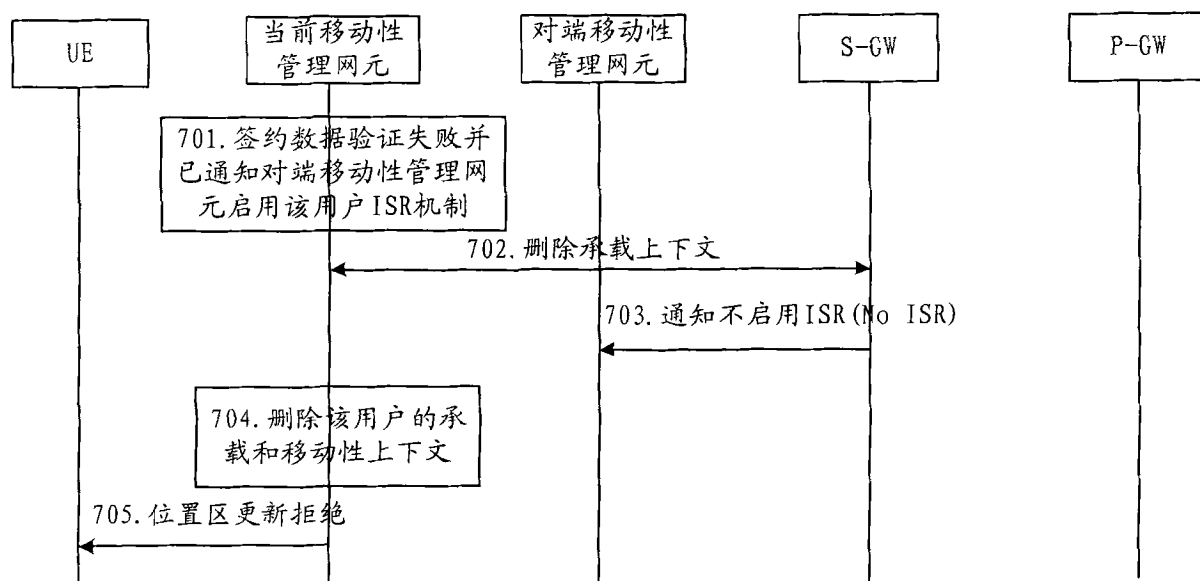 UE
当前移动性
管理网元
对端移动性
管理网元
S-GW
P-GW
701.签约数据验证失败并
已通知对端移动性管理网
元启用该用户ISR机制
702.删除承载上下文
703.通知不启用ISR(No ISR)
704.删除该用户的承
载和移动性上下文
705.位置区更新拒绝